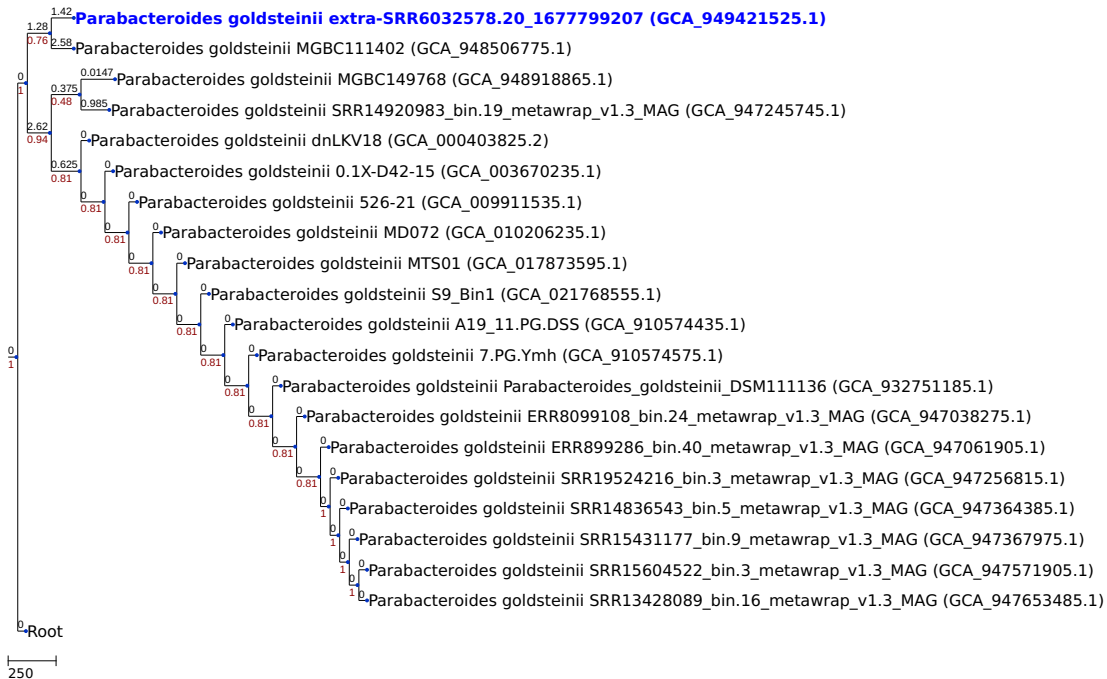 1.42
Parabacteroides goldsteinii extra-SRR6032578.20_1677799207 (GCA_949421525.1)
1.28
0.76
2.58
Parabacteroides goldsteinii MGBC111402 (GCA_948506775.1)
0
1
0.0147
Parabacteroides goldsteinii MGBC149768 (GCA_948918865.1)
0.375
0.48
0.985
Parabacteroides goldsteinii SRR14920983_bin.19_metawrap_v1.3_MAG (GCA_947245745.1)
2.62
0.94
0
Parabacteroides goldsteinii dnLKV18 (GCA_000403825.2)
0.625
0.81
0
Parabacteroides goldsteinii 0.1X-D42-15 (GCA_003670235.1)
0
0.81
0
Parabacteroides goldsteinii 526-21 (GCA_009911535.1)
0
0.81
0
Parabacteroides goldsteinii MD072 (GCA_010206235.1)
0
0.81
0
Parabacteroides goldsteinii MTS01 (GCA_017873595.1)
0
0.81
0
Parabacteroides goldsteinii S9_Bin1 (GCA_021768555.1)
0
0.81
0
Parabacteroides goldsteinii A19_11.PG.DSS (GCA_910574435.1)
0
0.81
0
Parabacteroides goldsteinii 7.PG.Ymh (GCA_910574575.1)
0
1
0
0.81
0
Parabacteroides goldsteinii Parabacteroides_goldsteinii_DSM111136 (GCA_932751185.1)
0
0.81
0
Parabacteroides goldsteinii ERR8099108_bin.24_metawrap_v1.3_MAG (GCA_947038275.1)
0
0.81
0
Parabacteroides goldsteinii ERR899286_bin.40_metawrap_v1.3_MAG (GCA_947061905.1)
0
0.81
0
Parabacteroides goldsteinii SRR19524216_bin.3_metawrap_v1.3_MAG (GCA_947256815.1)
0
1
0
Parabacteroides goldsteinii SRR14836543_bin.5_metawrap_v1.3_MAG (GCA_947364385.1)
0
1
0
Parabacteroides goldsteinii SRR15431177_bin.9_metawrap_v1.3_MAG (GCA_947367975.1)
0
1
0
Parabacteroides goldsteinii SRR15604522_bin.3_metawrap_v1.3_MAG (GCA_947571905.1)
0
1
0
Parabacteroides goldsteinii SRR13428089_bin.16_metawrap_v1.3_MAG (GCA_947653485.1)
0
Root
250